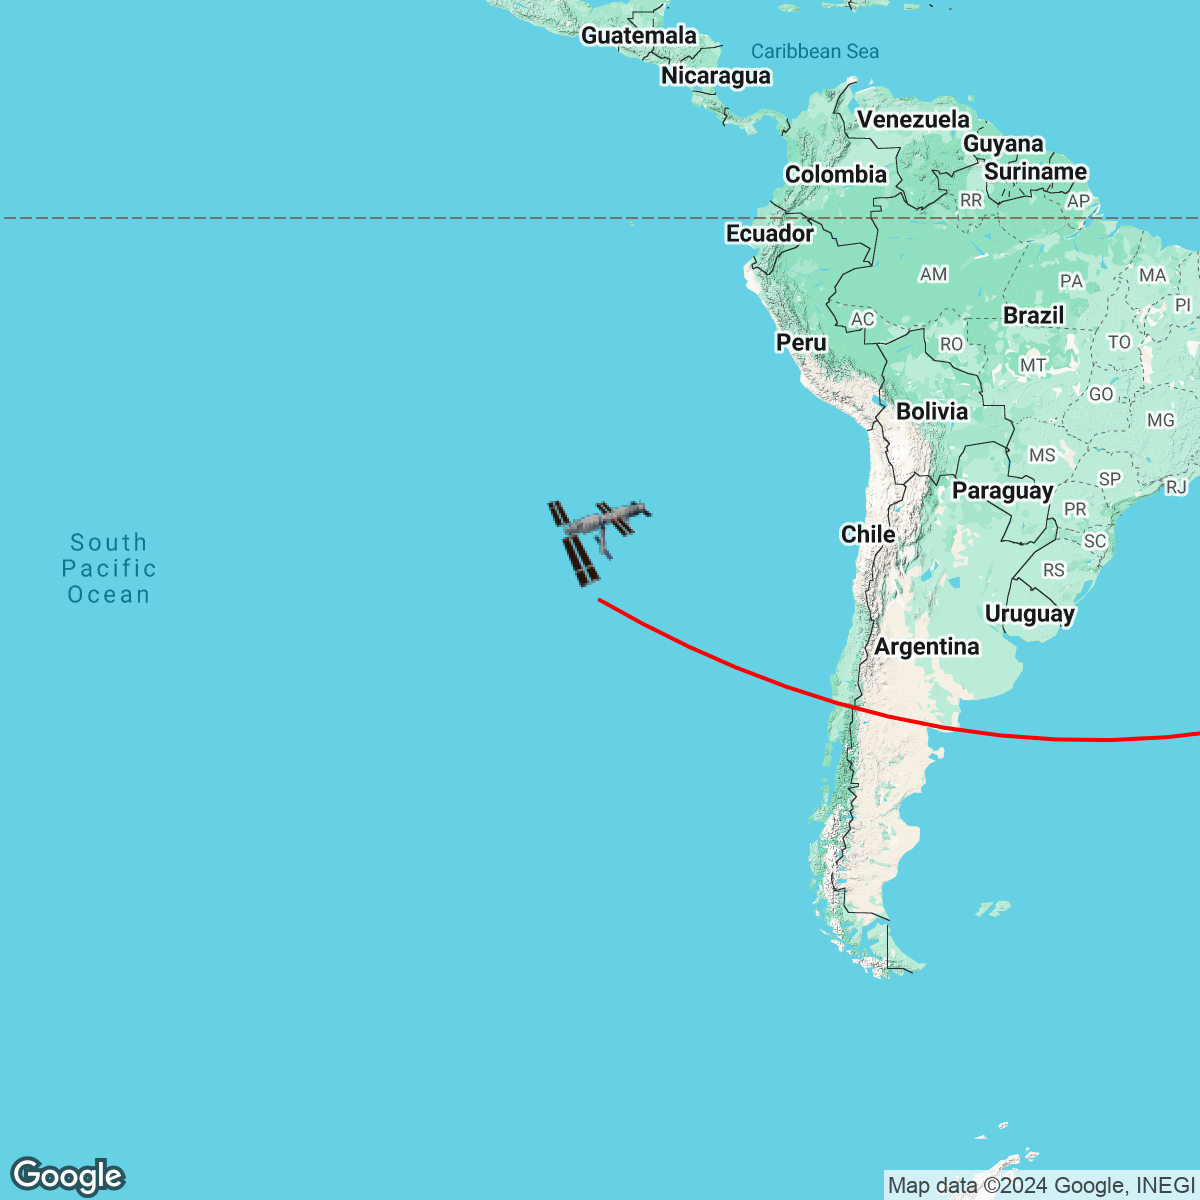 Guatemala
Caribbean Sea
Nicaragua
Venezuela
Guyana
Colombia
Suriname
RR
AP
Ecuador
AM
PA
MA
PI
Brazil
AC
Peru
RO
TO
MT
GO
Bolivia
MG
MS
SP
Paraguay
RJ
PR
Chile
SC
South
Pacific
Ocean
RS
Uruguay
Argentina
Google
Map data ©2024 Google, INEGI